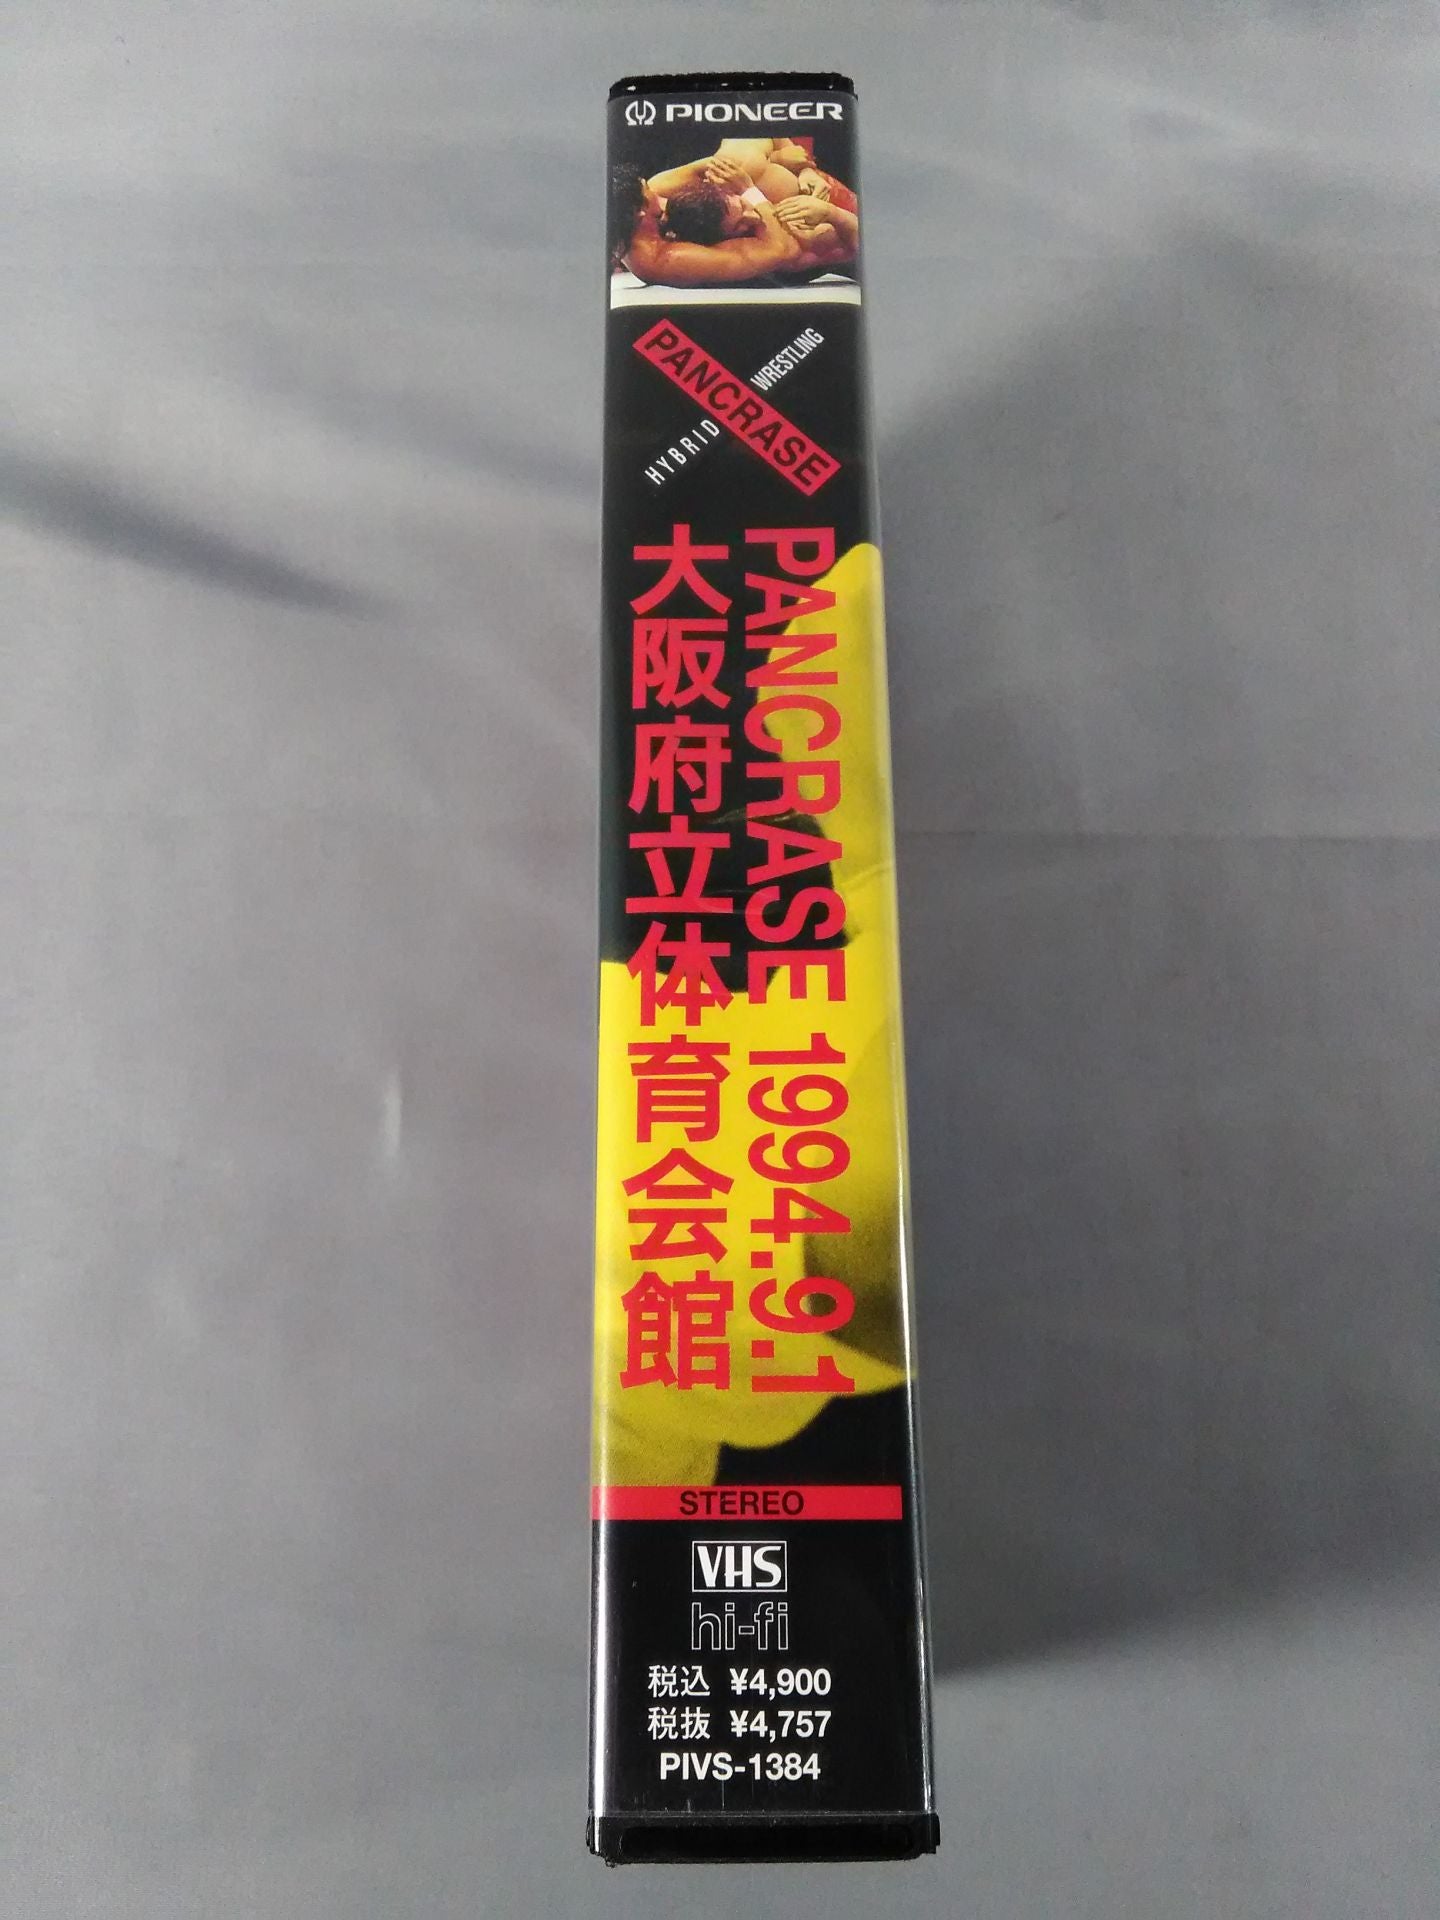 PIONEER
PANCRASE
HYBRID WRESTLING
PANCRASE 1994.9.1
大阪府立体育会館
STEREO
VHS
hi-fi
税込 ¥4,900
税抜 ¥4,757
PIVS-1384